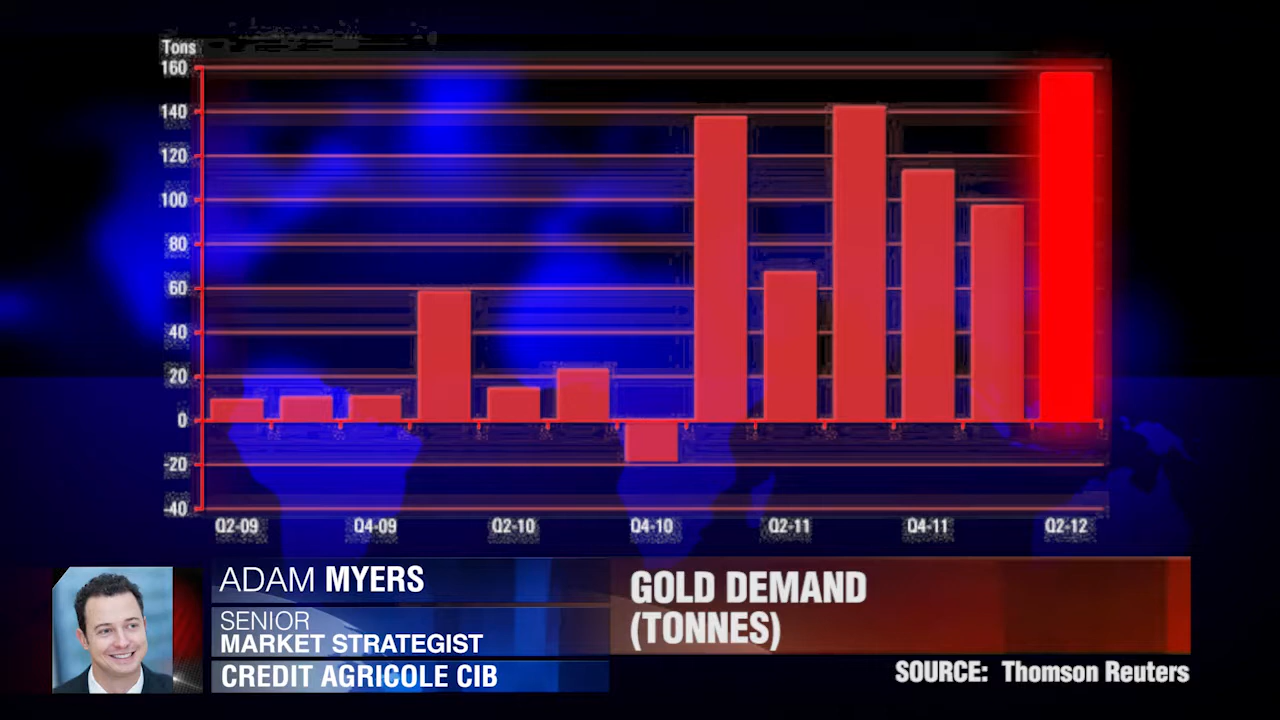 Tons
160
140
120
100
80
60
40
20
0
-20
-40
Q2-09 Q4-09 Q2-10 Q4-10 Q2-11 Q4-11 Q2-12
ADAM MYERS
SENIOR
MARKET STRATEGIST
CREDIT AGRICOLE CIB
GOLD DEMAND
(TONNES)
SOURCE: Thomson Reuters